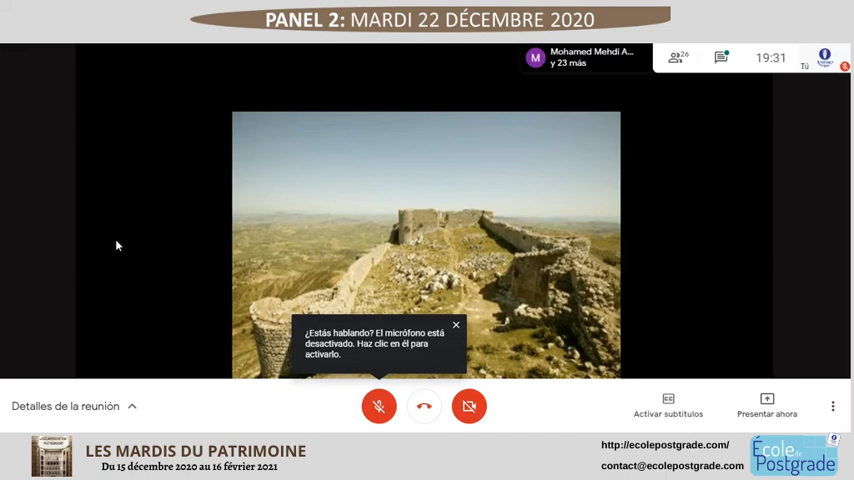 PANEL 2: MARDI 22 DÉCEMBRE 2020
M
Mohamed Mehdi A...
y 23 más
26
19:31
Tú
¿Estás hablando? El micrófono está
desactivado. Haz clic en él para
activarlo.
Detalles de la reunión
CC
Activar subtítulos
Presentar ahora
LES MARDIS DU PATRIMOINE
Du 15 décembre 2020 au 16 février 2021
http://ecolepostgrade.com/
contact@ecolepostgrade.com
École de
Postgrade